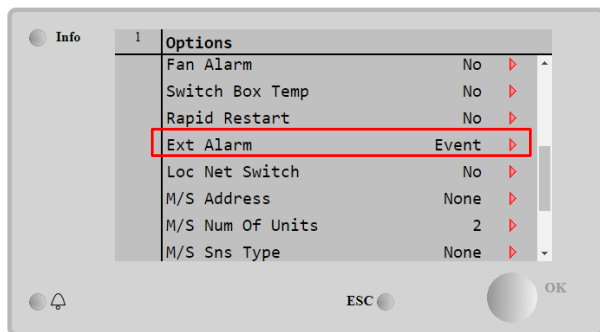 Info
1 Options
Fan Alarm No
Switch Box Temp No
Rapid Restart No
Ext Alarm Event
Loc Net Switch No
M/S Address None
M/S Num Of Units 2
M/S Sns Type None
ESC
OK